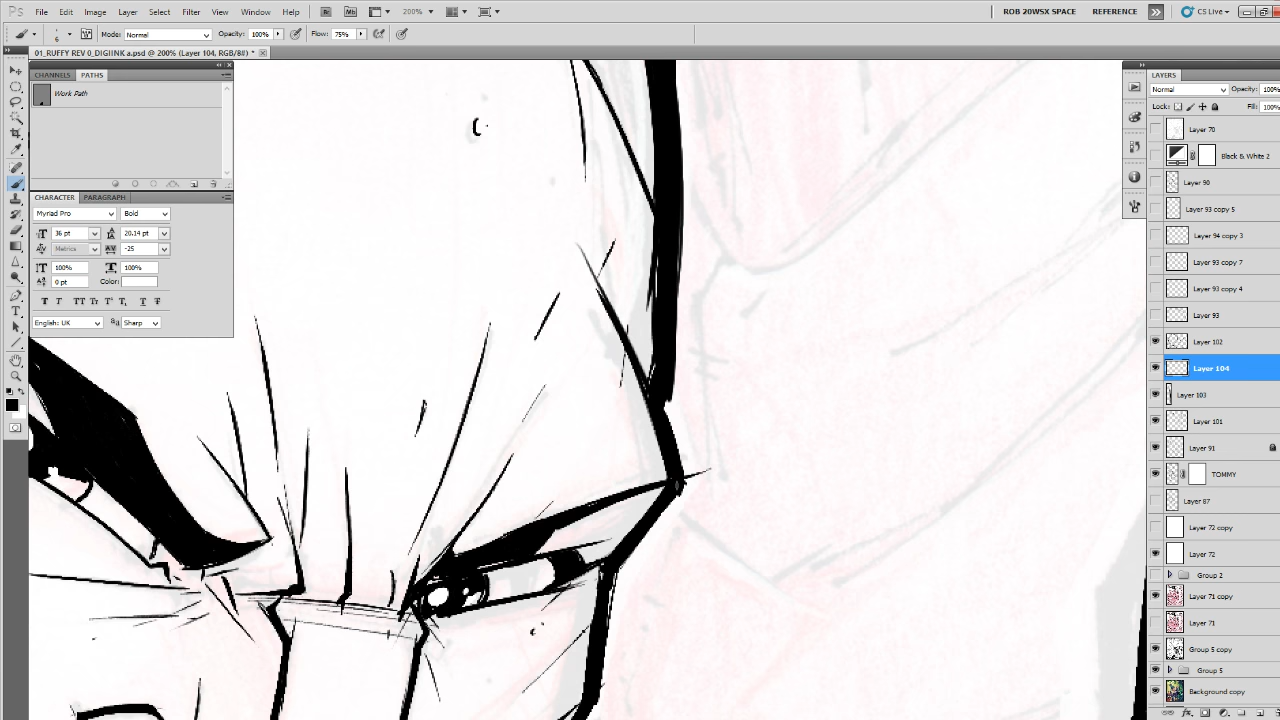 Ps File Edit Image Layer Select Filter View Window Help Br Mb 200% ROB 20WSX SPACE REFERENCE CS Live
6 Mode: Normal Opacity: 100% Flow: 75%
01_RUFFY REV 0_DIGIINK a.psd @ 200% (Layer 104, RGB/8#) *
CHANNELS PATHS
Work Path
CHARACTER PARAGRAPH
Myriad Pro Bold
36 pt 20.14 pt
Metrics -25
100% 100%
0 pt Color:
English: UK Sharp
LAYERS
Normal Opacity: 100%
Lock: Fill: 100%
Layer 70
Black & White 2
Layer 90
Layer 93 copy 5
Layer 94 copy 3
Layer 93 copy 7
Layer 93 copy 4
Layer 93
Layer 102
Layer 104
Layer 103
Layer 101
Layer 91
TOMMY
Layer 87
Layer 72 copy
Layer 72
Group 2
Layer 71 copy
Layer 71
Group 5 copy
Group 5
Background copy